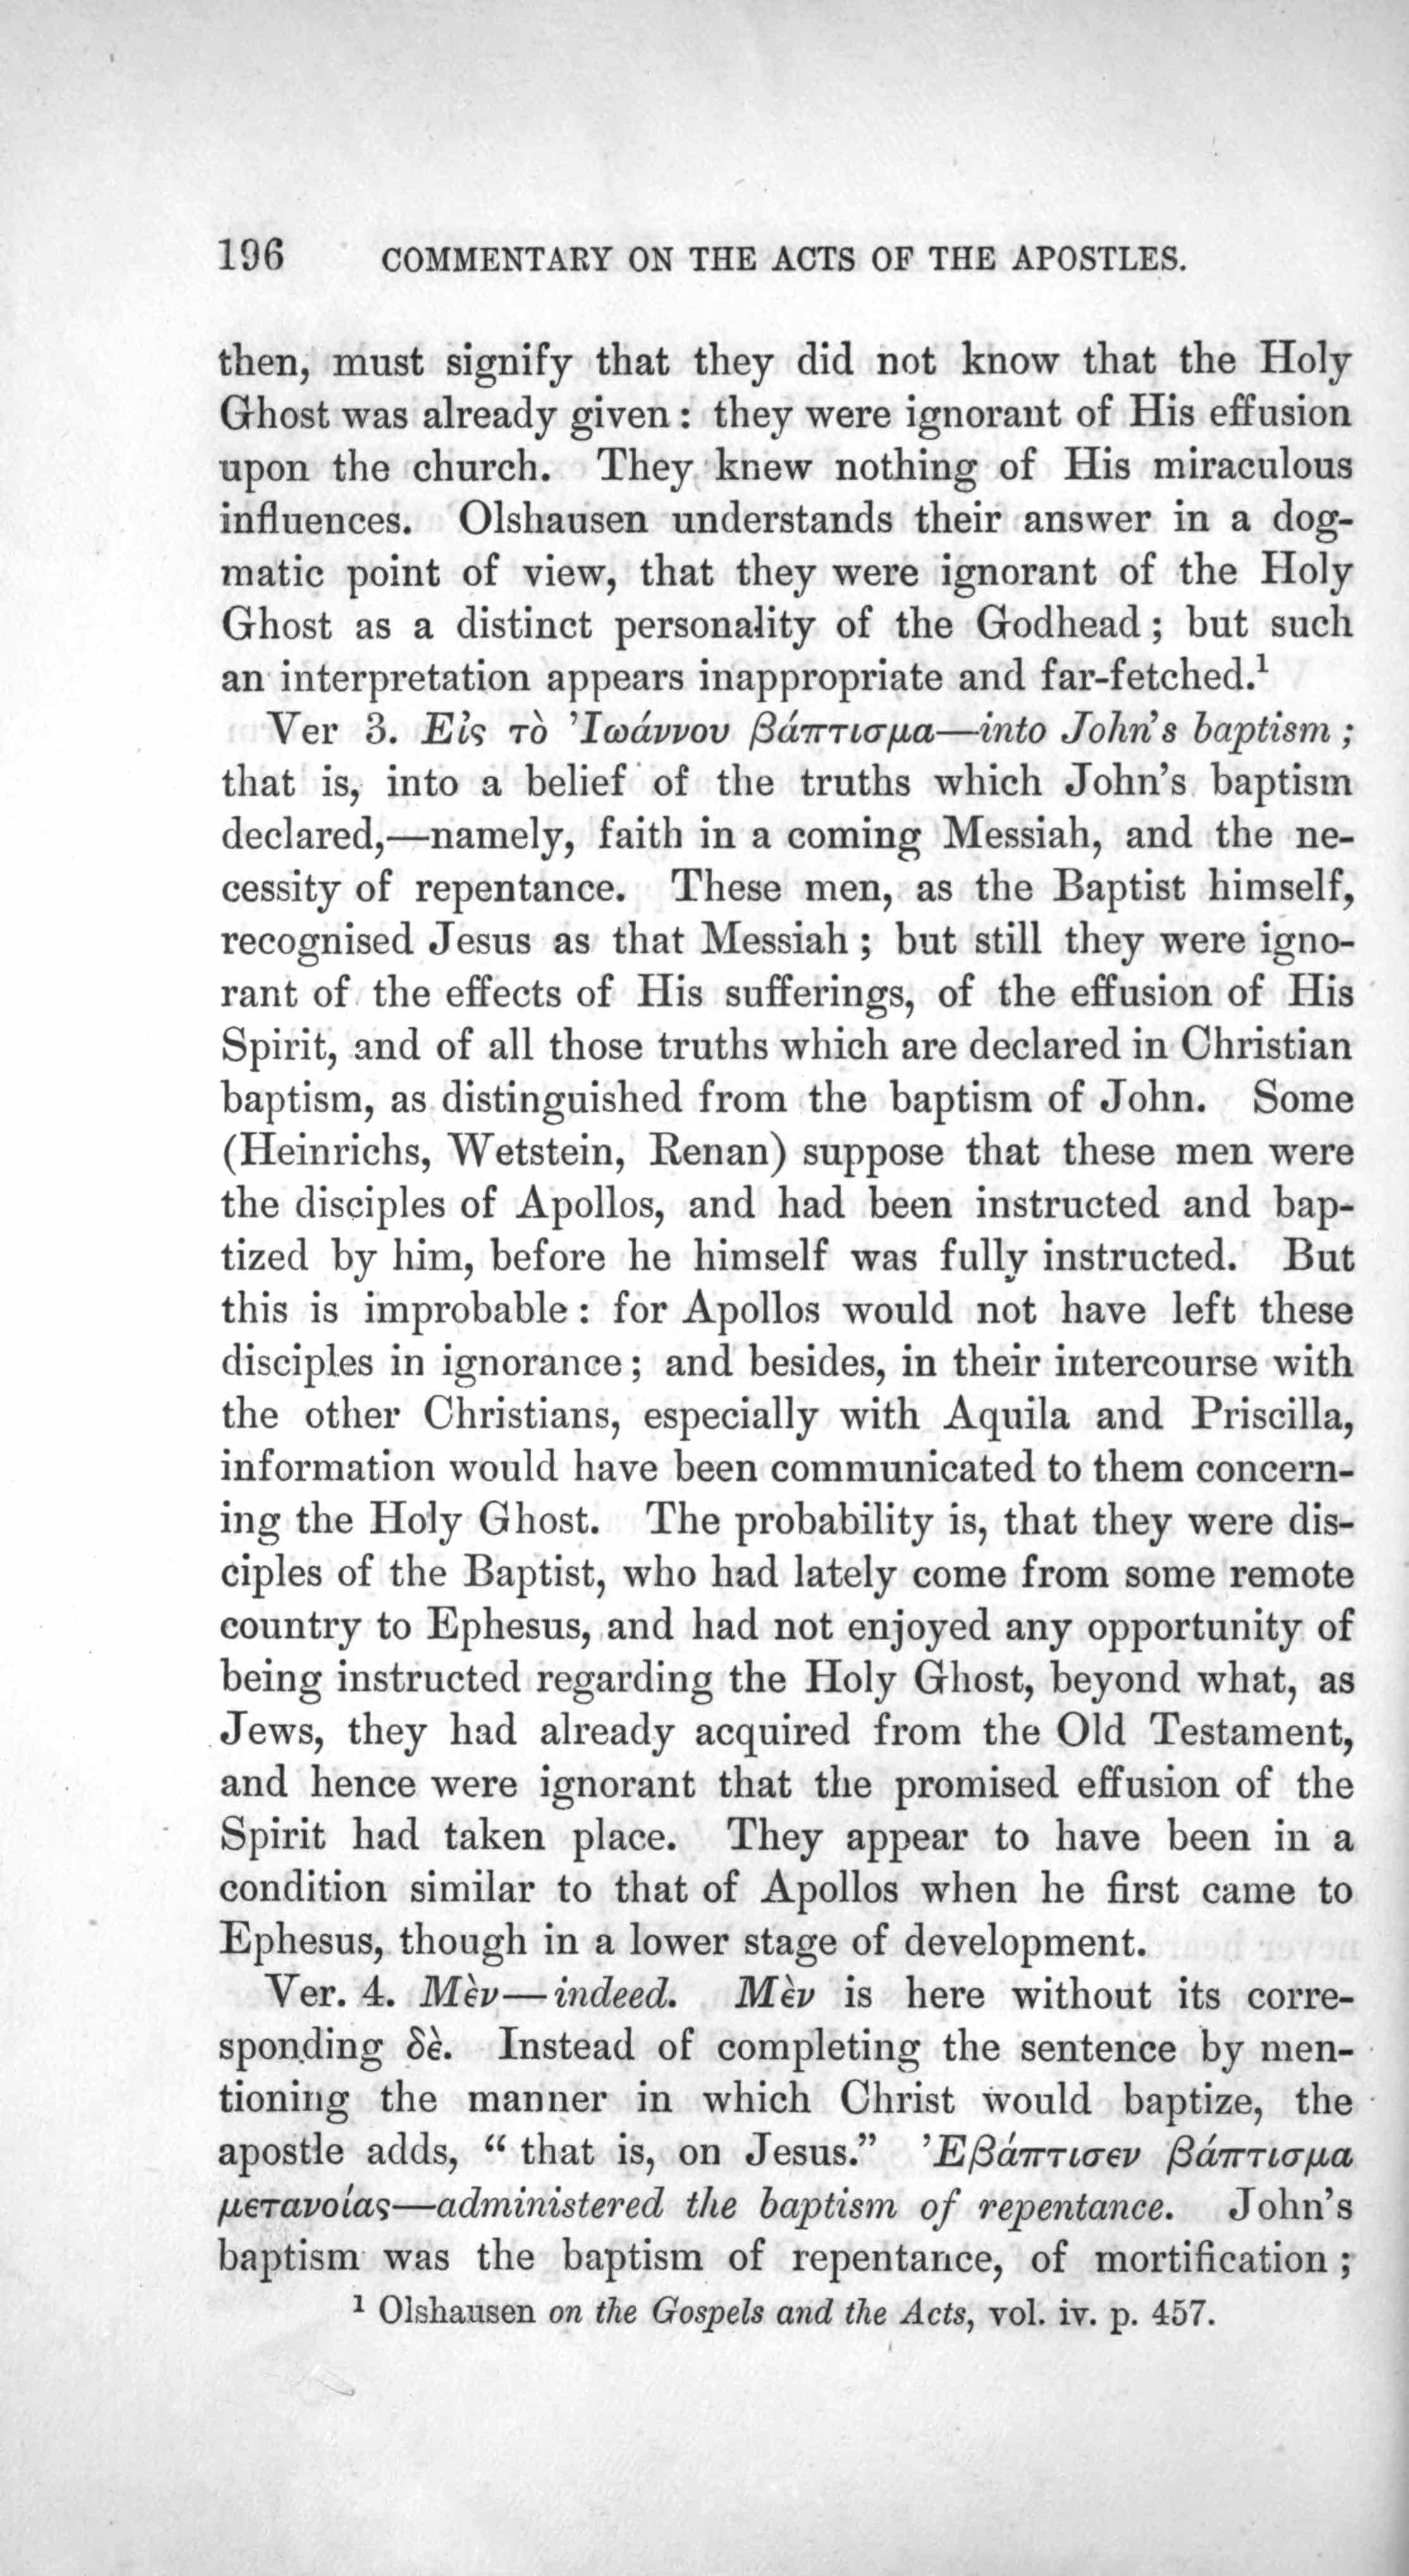 196 COMMENTARY ON THE ACTS OF THE APOSTLES.
then, must signify that they did not know that the Holy
Ghost was already given : they were ignorant of His effusion
upon the church. They knew nothing of His miraculous
influences. Olshausen understands their answer in a dog-
matic point of view, that they were ignorant of the Holy
Ghost as a distinct personality of the Godhead ; but such
an interpretation appears inappropriate and far-fetched.¹
Ver 3. Εἰς τὸ Ἰωάννου βάπτισμα—into John's baptism ;
that is, into a belief of the truths which John's baptism
declared,—namely, faith in a coming Messiah, and the ne-
cessity of repentance. These men, as the Baptist himself,
recognised Jesus as that Messiah ; but still they were igno-
rant of the effects of His sufferings, of the effusion of His
Spirit, and of all those truths which are declared in Christian
baptism, as distinguished from the baptism of John. Some
(Heinrichs, Wetstein, Renan) suppose that these men were
the disciples of Apollos, and had been instructed and bap-
tized by him, before he himself was fully instructed. But
this is improbable : for Apollos would not have left these
disciples in ignorance ; and besides, in their intercourse with
the other Christians, especially with Aquila and Priscilla,
information would have been communicated to them concern-
ing the Holy Ghost. The probability is, that they were dis-
ciples of the Baptist, who had lately come from some remote
country to Ephesus, and had not enjoyed any opportunity of
being instructed regarding the Holy Ghost, beyond what, as
Jews, they had already acquired from the Old Testament,
and hence were ignorant that the promised effusion of the
Spirit had taken place. They appear to have been in a
condition similar to that of Apollos when he first came to
Ephesus, though in a lower stage of development.
Ver. 4. Μὲν—indeed. Μὲν is here without its corre-
sponding δὲ. Instead of completing the sentence by men-
tioning the manner in which Christ would baptize, the
apostle adds, “ that is, on Jesus.” Ἐβάπτισεν βάπτισμα
μετανοίας—administered the baptism of repentance. John's
baptism was the baptism of repentance, of mortification ;
¹ Olshausen on the Gospels and the Acts, vol. iv. p. 457.